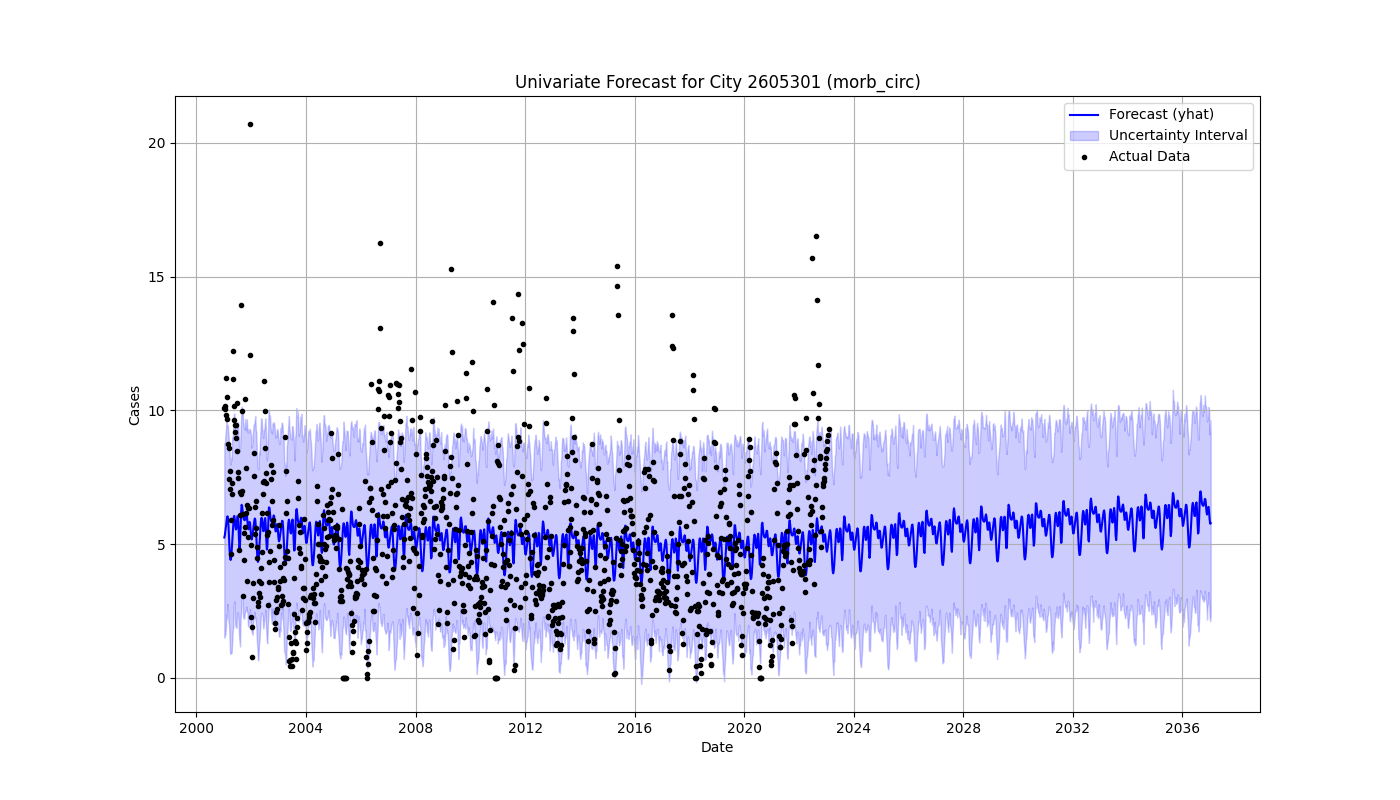 Univariate Forecast for City 2605301 (morb_circ)
Forecast (yhat)
Uncertainty Interval
Actual Data
Cases
20
15
10
5
0
2000 2004 2008 2012 2016 2020 2024 2028 2032 2036
Date